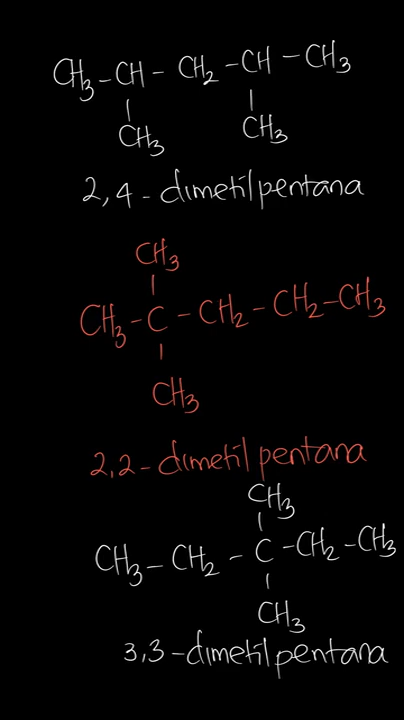 CH3-CH-CH2-CH-CH3
CH3 CH3
2,4-dimetilpentana
CH3
CH3-C-CH2-CH2-CH3
CH3
2,2-dimetilpentana
CH3
CH3-CH2-C-CH2-CH3
CH3
3,3-dimetilpentana